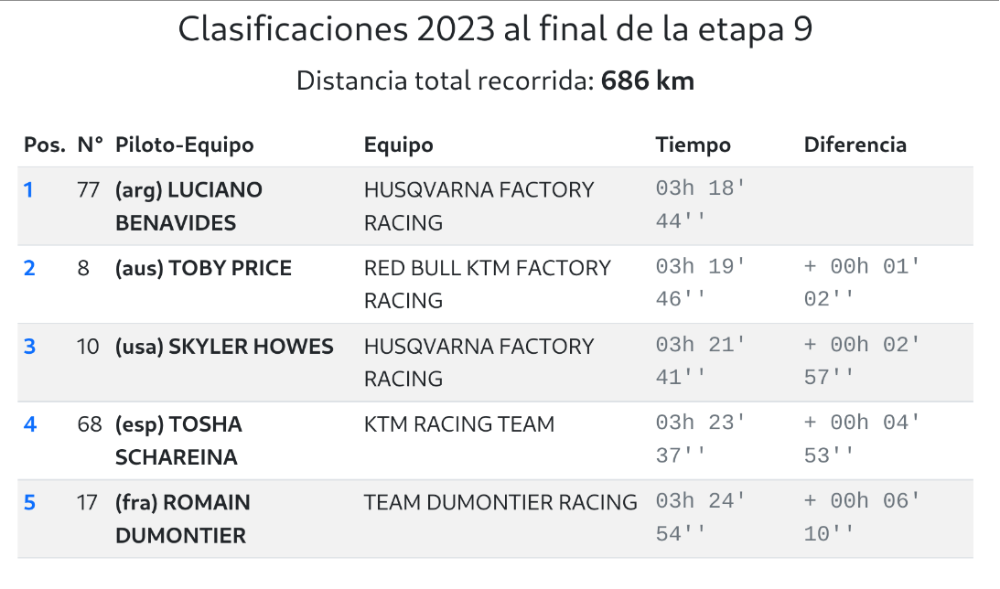 Clasificaciones 2023 al final de la etapa 9
Distancia total recorrida: 686 km
Pos. N° Piloto-Equipo Equipo Tiempo Diferencia
1 77 (arg) LUCIANO HUSQVARNA FACTORY 03h 18'
BENAVIDES RACING 44''
2 8 (aus) TOBY PRICE RED BULL KTM FACTORY 03h 19' + 00h 01'
RACING 46'' 02''
3 10 (usa) SKYLER HOWES HUSQVARNA FACTORY 03h 21' + 00h 02'
RACING 41'' 57''
4 68 (esp) TOSHA KTM RACING TEAM 03h 23' + 00h 04'
SCHAREINA 37'' 53''
5 17 (fra) ROMAIN TEAM DUMONTIER RACING 03h 24' + 00h 06'
DUMONTIER 54'' 10''